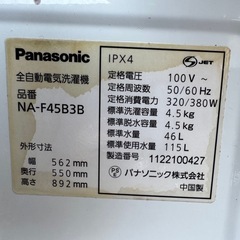 Panasonic
全自動電気洗濯機
品番
NA-F45B3B
外形寸法
幅 562mm
奥行 550mm
高さ 892mm
IPX4
JET
定格電圧 100V～
定格周波数 50/60Hz
定格消費電力 320/380W
標準洗濯容量 4.5kg
標準脱水容量 4.5kg
標準水量 46L
標準使用水量 115L
1122100427
PSE パナソニック株式会社
中国製